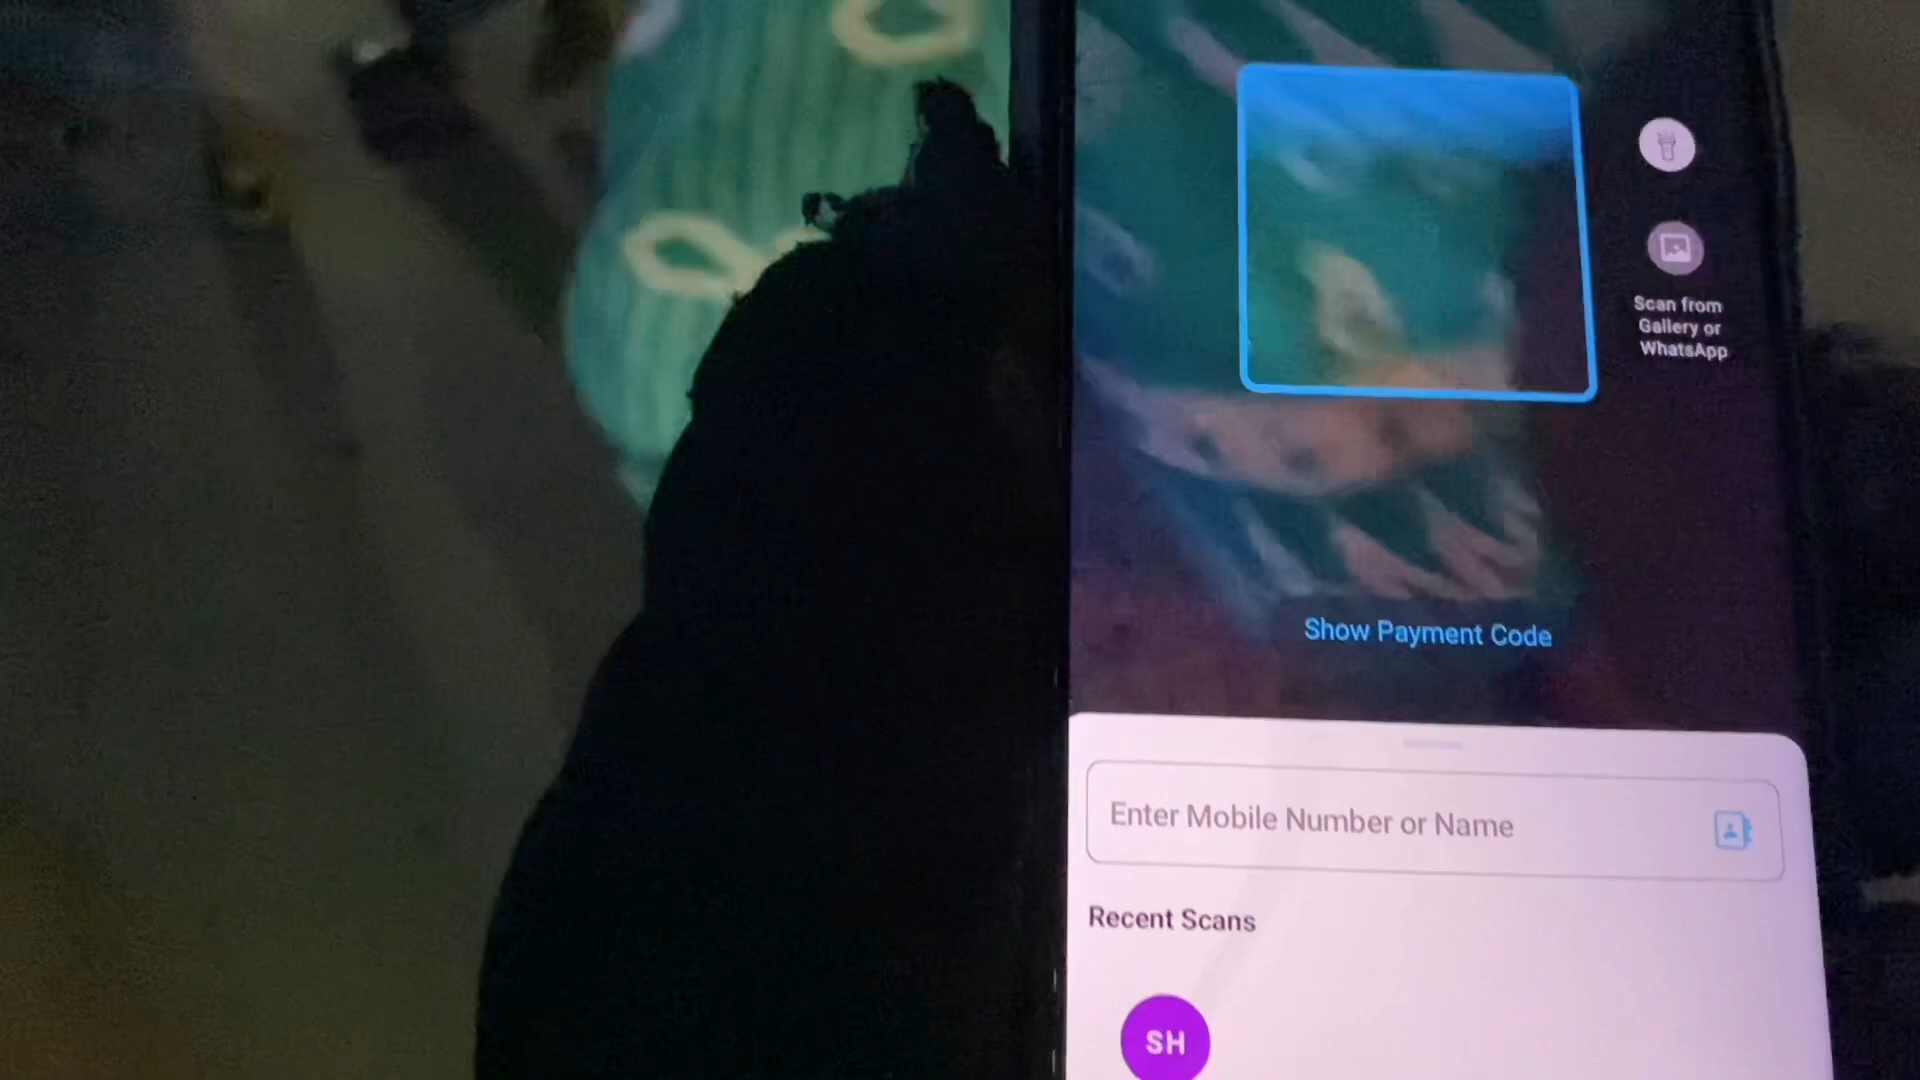 Scan from
Gallery or
WhatsApp
Show Payment Code
Enter Mobile Number or Name
Recent Scans
SH